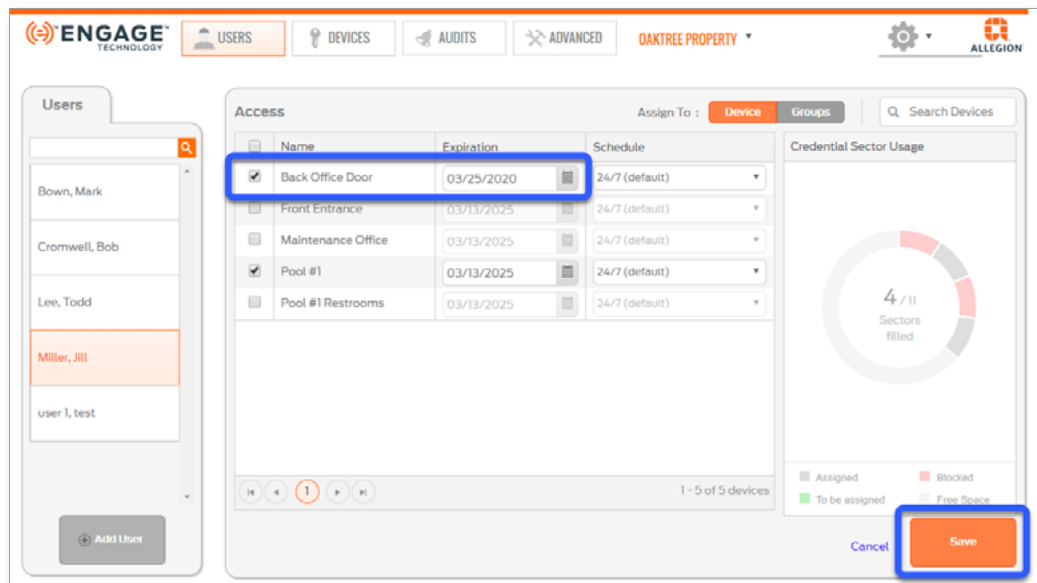 ENGAGE™
TECHNOLOGY
USERS
DEVICES
AUDITS
ADVANCED
OAKTREE PROPERTY
ALLEGION
Users
Bown, Mark
Cromwell, Bob
Lee, Todd
Miller, Jill
user 1, test
Add User
Access
Assign To :
Device
Groups
Search Devices
Name Expiration Schedule
Back Office Door 03/25/2020 24/7 (default)
Front Entrance 03/13/2025 24/7 (default)
Maintenance Office 03/13/2025 24/7 (default)
Pool #1 03/13/2025 24/7 (default)
Pool #1 Restrooms 03/13/2025 24/7 (default)
1
1 - 5 of 5 devices
Credential Sector Usage
4 / 11
Sectors
filled
Assigned Blocked
To be assigned Free Space
Cancel
Save